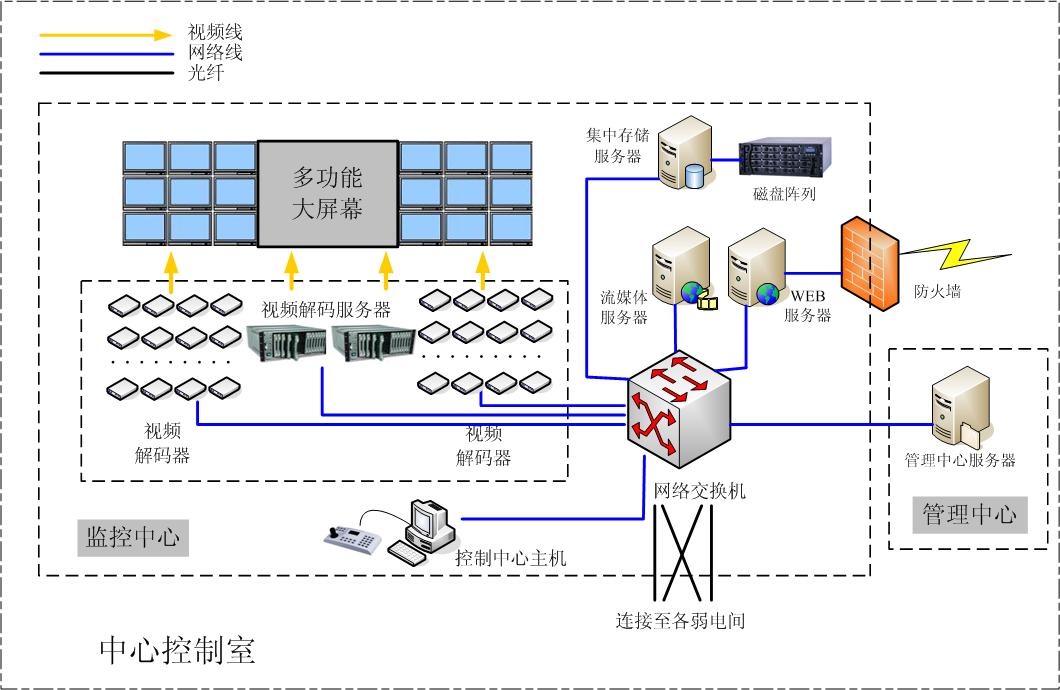 视频线
网络线
光纤
多功能
大屏幕
集中存储
服务器
磁盘阵列
流媒体
服务器
WEB
服务器
防火墙
视频解码服务器
视频
解码器
视频
解码器
网络交换机
管理中心服务器
管理中心
监控中心
控制中心主机
连接至各弱电间
中心控制室